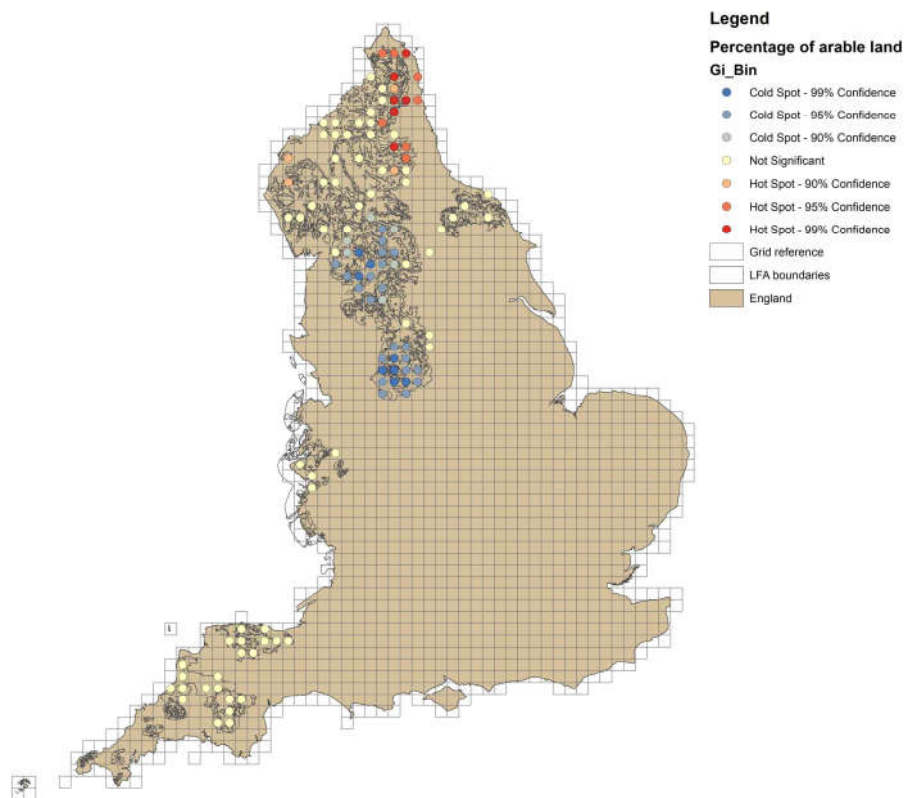 Legend
Percentage of arable land
Gi_Bin
Cold Spot - 99% Confidence
Cold Spot - 95% Confidence
Cold Spot - 90% Confidence
Not Significant
Hot Spot - 90% Confidence
Hot Spot - 95% Confidence
Hot Spot - 99% Confidence
Grid reference
LFA boundaries
England